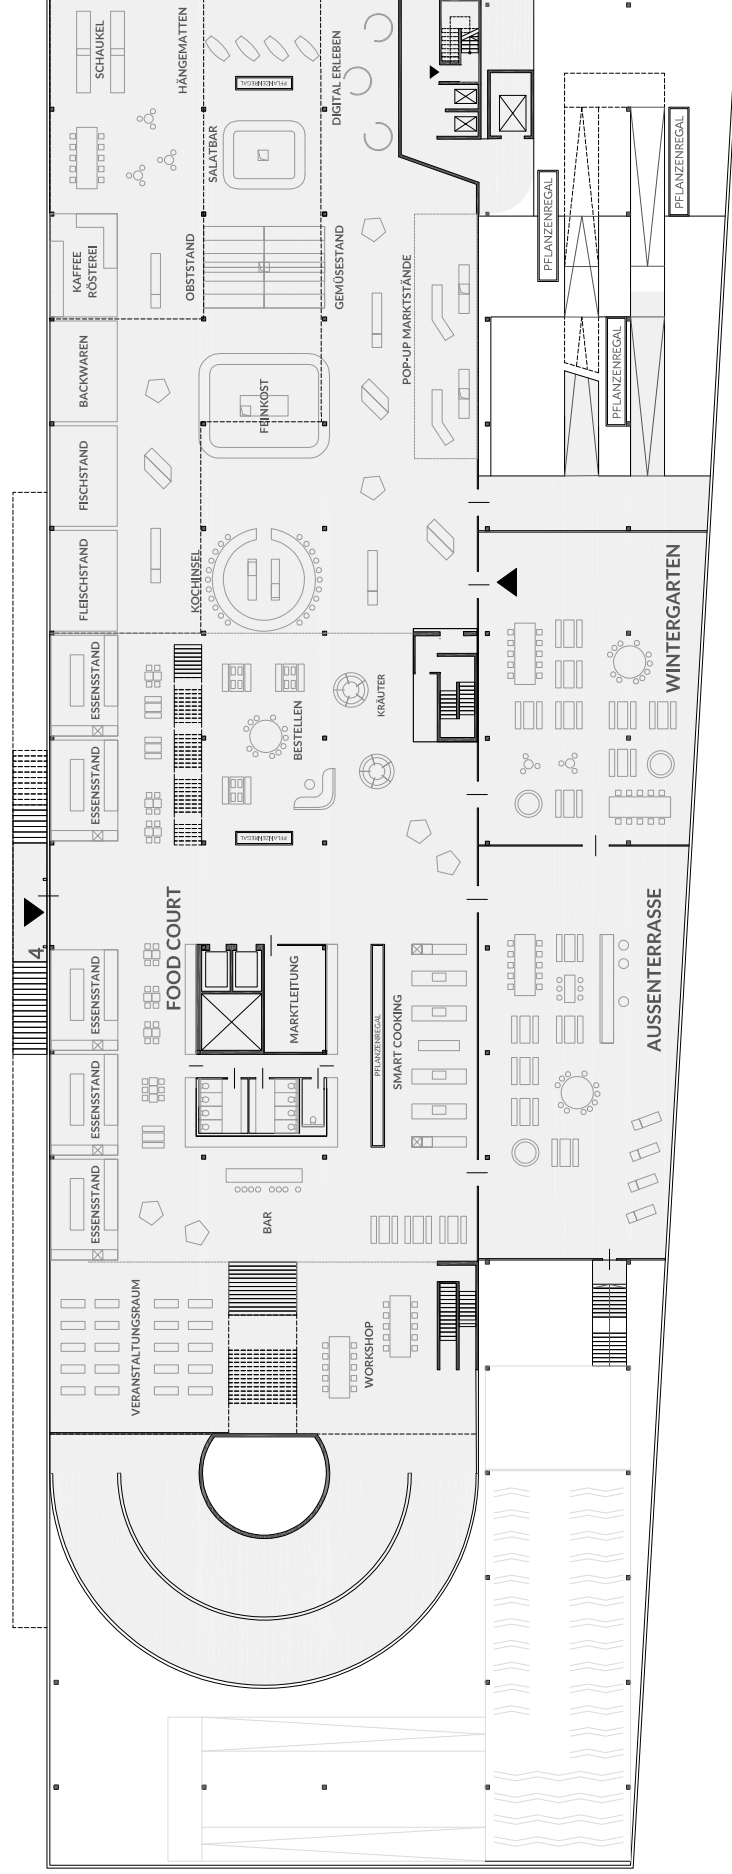 SCHAUKEL
HÄNGEMATTEN
PFLANZENREGAL
DIGITAL ERLEBEN
SALATBAR
PFLANZENREGAL
PFLANZENREGAL
KAFFEE
RÖSTEREI
OBSTSTAND
GEMÜSESTAND
POP-UP MARKTSTÄNDE
PFLANZENREGAL
BACKWAREN
FEINKOST
FISCHSTAND
FLEISCHSTAND
KOCHINSEL
WINTERGARTEN
ESSENSSTAND
BESTELLEN
KRÄUTER
ESSENSSTAND
PFLANZENREGAL
4
FOOD COURT
AUSSENTERRASSE
ESSENSSTAND
MARKTLEITUNG
PFLANZENREGAL
SMART COOKING
ESSENSSTAND
ESSENSSTAND
BAR
VERANSTALTUNGSRAUM
WORKSHOP